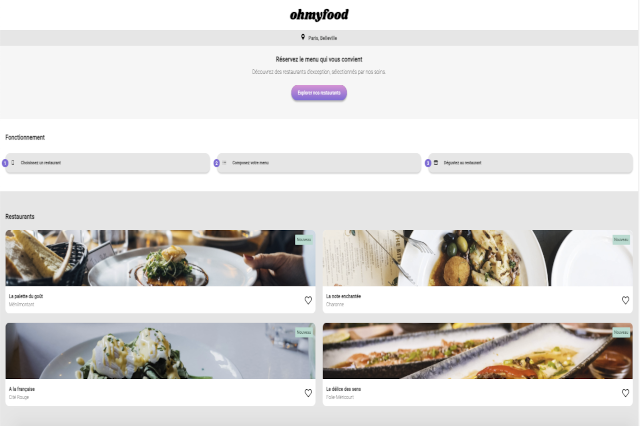 ohmyfood
Paris, Belleville
Réservez le menu qui vous convient
Découvrez des restaurants d'exception, sélectionnés par nos soins.
Explorer nos restaurants
Fonctionnement
1 Choisissez un restaurant
2 Composez votre menu
3 Dégustez au restaurant
Restaurants
Nouveau
Nouveau
La palette du goût
Ménilmontant
La note enchantée
Charonne
Nouveau
Nouveau
A la française
Cité Rouge
Le délice des sens
Folie-Méricourt